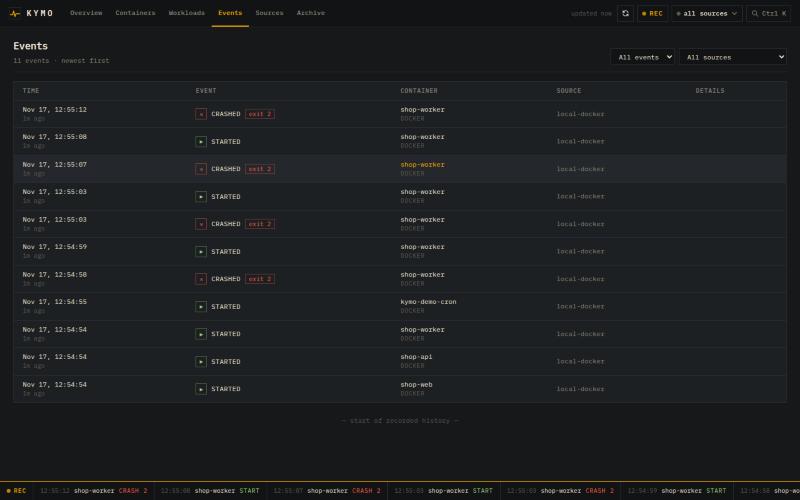 KYMO Overview Containers Workloads Events Sources Archive updated now REC all sources Ctrl K
Events
11 events · newest first
All events All sources
TIME EVENT CONTAINER SOURCE DETAILS
Nov 17, 12:55:12 CRASHED exit 2 shop-worker local-docker
1m ago DOCKER
Nov 17, 12:55:08 STARTED shop-worker local-docker
1m ago DOCKER
Nov 17, 12:55:07 CRASHED exit 2 shop-worker local-docker
1m ago DOCKER
Nov 17, 12:55:03 STARTED shop-worker local-docker
1m ago DOCKER
Nov 17, 12:55:03 CRASHED exit 2 shop-worker local-docker
1m ago DOCKER
Nov 17, 12:54:59 STARTED shop-worker local-docker
1m ago DOCKER
Nov 17, 12:54:58 CRASHED exit 2 shop-worker local-docker
1m ago DOCKER
Nov 17, 12:54:55 STARTED kymo-demo-cron local-docker
1m ago DOCKER
Nov 17, 12:54:54 STARTED shop-worker local-docker
1m ago DOCKER
Nov 17, 12:54:54 STARTED shop-api local-docker
1m ago DOCKER
Nov 17, 12:54:54 STARTED shop-web local-docker
1m ago DOCKER
— start of recorded history —
REC 12:55:12 shop-worker CRASH 2 12:55:08 shop-worker START 12:55:07 shop-worker CRASH 2 12:55:03 shop-worker START 12:55:03 shop-worker CRASH 2 12:54:59 shop-worker START 12:54:58 shop-w